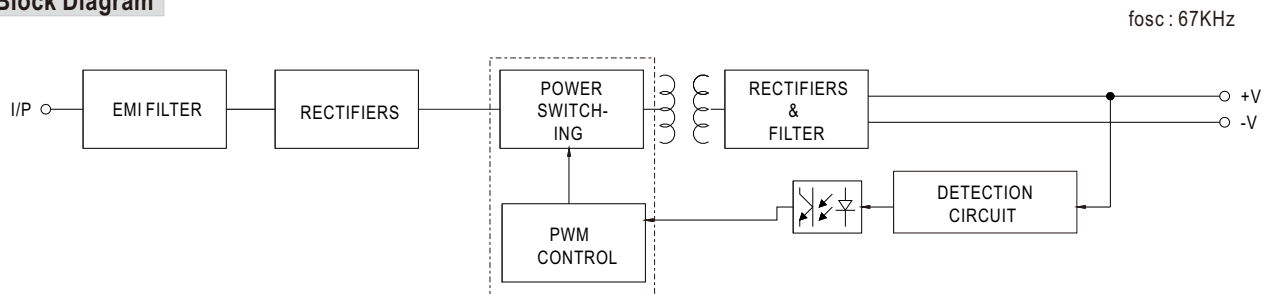 Block Diagram
fosc : 67KHz
I/P
EMI FILTER
RECTIFIERS
POWER
SWITCH-
ING
RECTIFIERS
&
FILTER
+V
-V
DETECTION
CIRCUIT
PWM
CONTROL